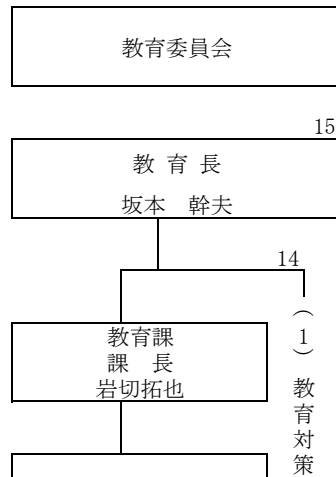 教育委員会
15
教 育 長
坂本　幹夫
14
教育課
課　長
岩切拓也
（１）教育対策